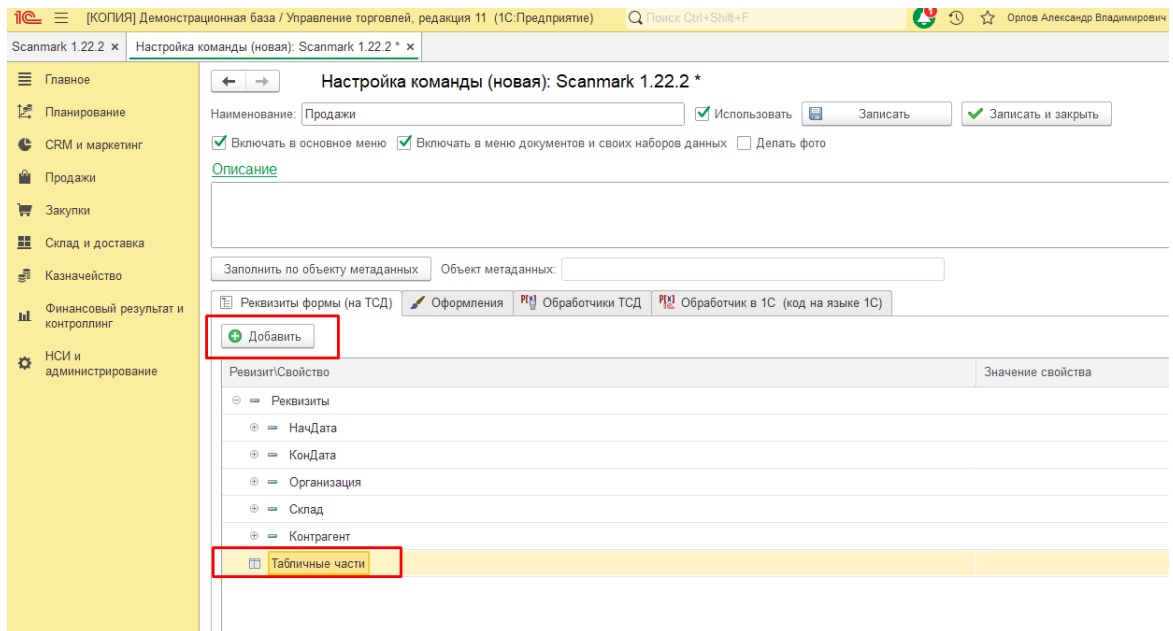 1С [КОПИЯ] Демонстрационная база / Управление торговлей, редакция 11 (1С:Предприятие) Поиск Ctrl+Shift+F Орлов Александр Владимирович
Scanmark 1.22.2 × Настройка команды (новая): Scanmark 1.22.2 * ×
Главное
Планирование
CRM и маркетинг
Продажи
Закупки
Склад и доставка
Казначейство
Финансовый результат и
контроллинг
НСИ и
администрирование
Настройка команды (новая): Scanmark 1.22.2 *
Наименование: Продажи Использовать Записать Записать и закрыть
Включать в основное меню Включать в меню документов и своих наборов данных Делать фото
Описание
Заполнить по объекту метаданных Объект метаданных:
Реквизиты формы (на ТСД) Оформления Обработчики ТСД Обработчик в 1С (код на языке 1С)
Добавить
Ревизит\Свойство Значение свойства
Реквизиты
НачДата
КонДата
Организация
Склад
Контрагент
Табличные части